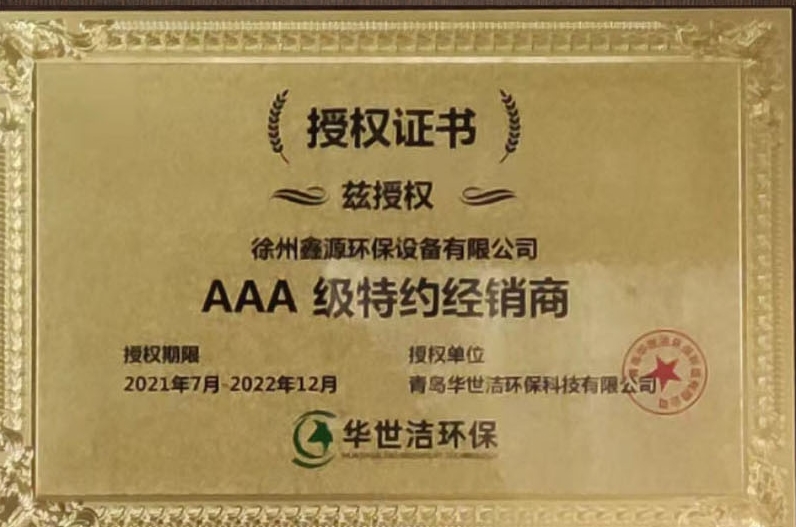 授权证书
兹授权
徐州鑫源环保设备有限公司
AAA 级特约经销商
授权期限
2021年7月-2022年12月
授权单位
青岛华世洁环保科技有限公司
华世洁环保